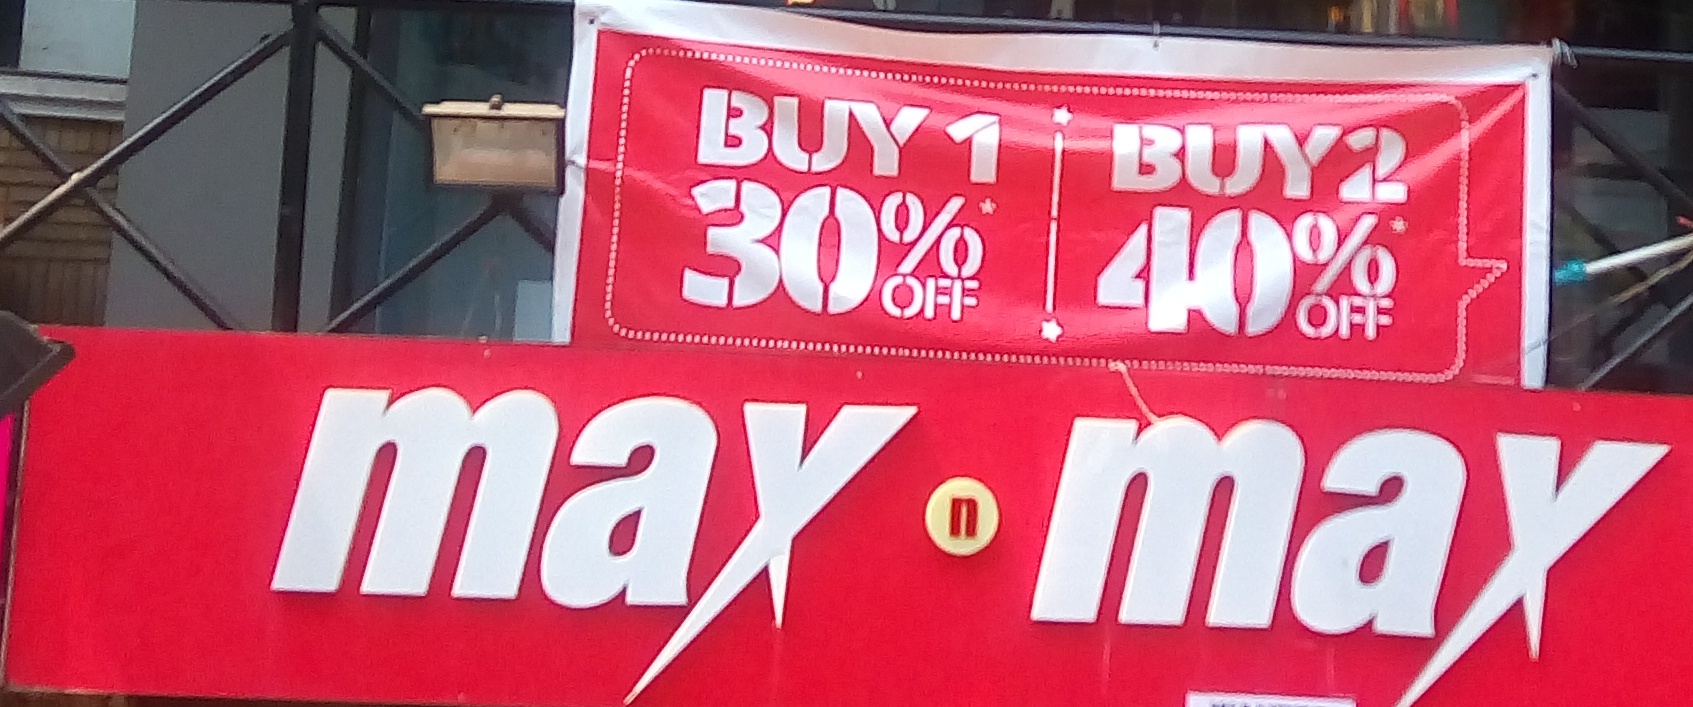 BUY 1
30%*
OFF
BUY 2
40%*
OFF
max n max